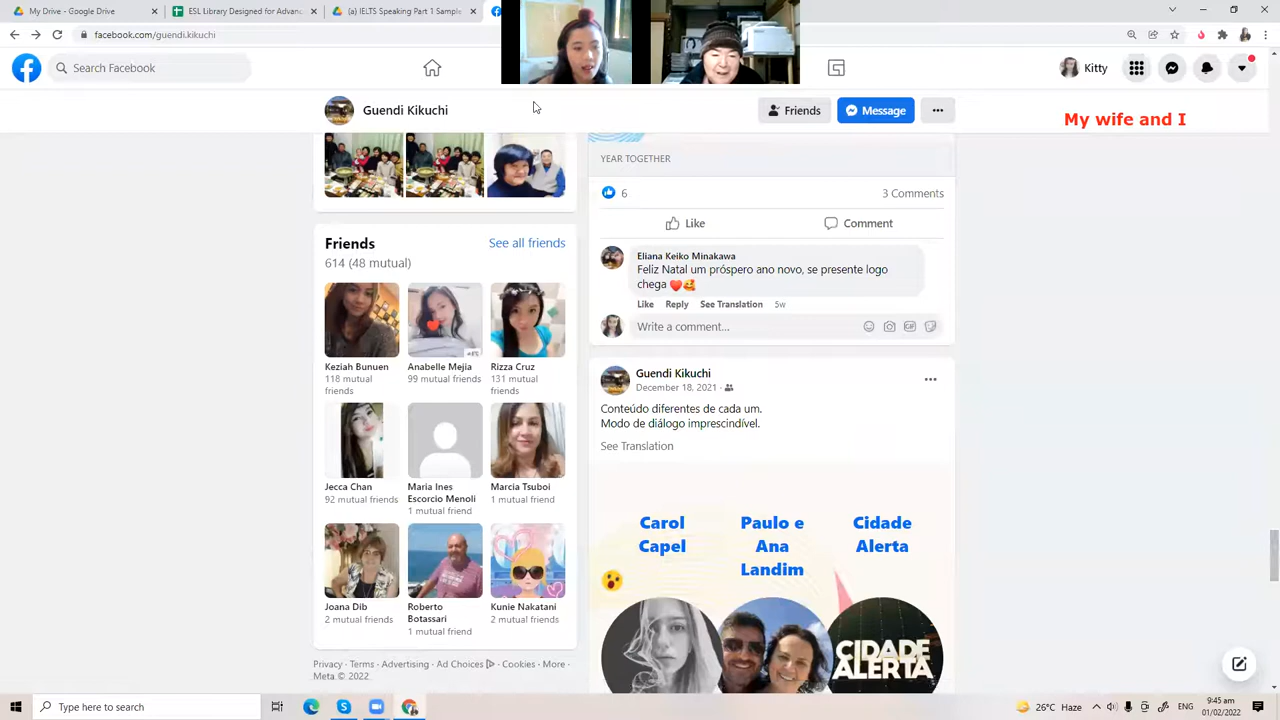 My Drive - Google Drive
ESL Library Designed for Advanc
(a) IELTS Speaking Part 1 Sample
facebook.com/guendi.kikuchi
Search Facebook
Kitty
Guendi Kikuchi
Friends
Message
My wife and I
YEAR TOGETHER
6
3 Comments
Like
Comment
Friends
See all friends
614 (48 mutual)
Eliana Keiko Minakawa
Feliz Natal um próspero ano novo, se presente logo
chega
Like Reply See Translation 5w
Write a comment...
Keziah Bunuen
118 mutual
friends
Anabelle Mejia
99 mutual friends
Rizza Cruz
131 mutual
friends
Guendi Kikuchi
December 18, 2021
Conteúdo diferentes de cada um.
Modo de diálogo imprescindível.
See Translation
Jecca Chan
92 mutual friends
Maria Ines
Escorcio Menoli
1 mutual friend
Marcia Tsuboi
1 mutual friend
Carol
Capel
Paulo e
Ana
Landim
Cidade
Alerta
Joana Dib
2 mutual friends
Roberto
Botassari
1 mutual friend
Kunie Nakatani
2 mutual friends
CIDADE
ALERTA
Privacy · Terms · Advertising · Ad Choices · Cookies · More ·
Meta © 2022
Type here to search
26°C Haze
ENG
9:45 am
01/02/2022